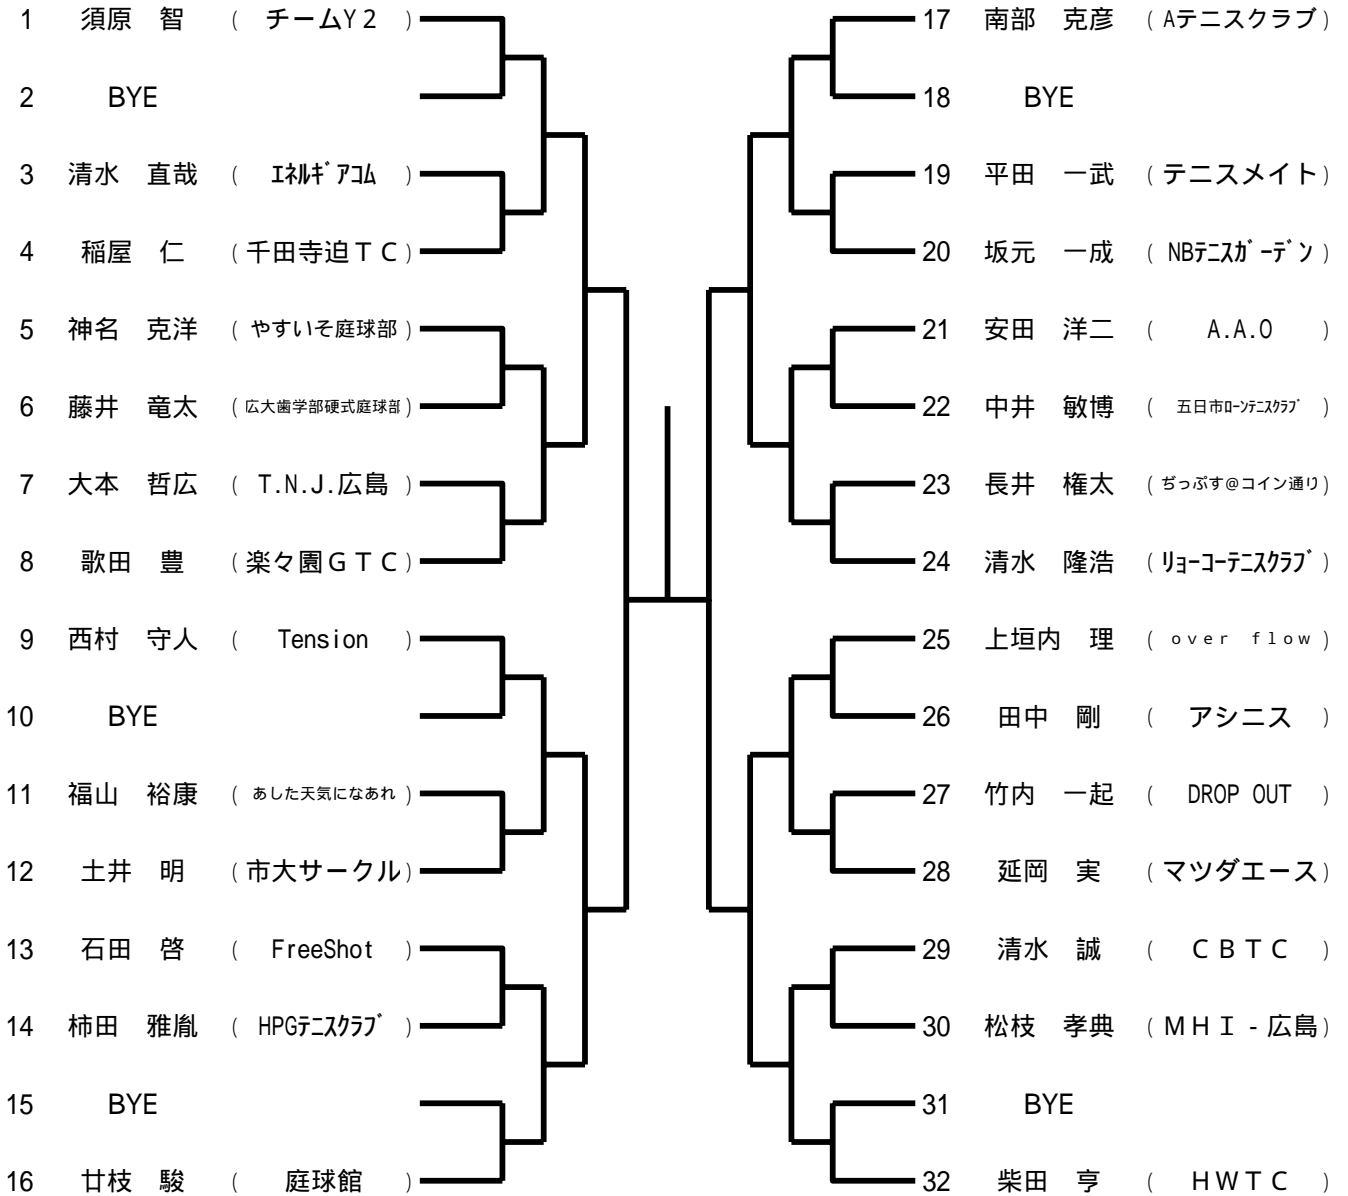 1 須原 智 ( チームY２ )
2 BYE
3 清水 直哉 ( ｴﾈﾙｷﾞｱｺﾑ )
4 稲屋 仁 (千田寺迫ＴＣ)
5 神名 克洋 ( やすいそ庭球部 )
6 藤井 竜太 (広大歯学部硬式庭球部)
7 大本 哲広 ( T.N.J.広島 )
8 歌田 豊 (楽々園ＧＴＣ)
9 西村 守人 ( Tension )
10 BYE
11 福山 裕康 ( あした天気になあれ )
12 土井 明 (市大サークル)
13 石田 啓 ( FreeShot )
14 柿田 雅胤 ( HPGﾃﾆｽｸﾗﾌﾞ )
15 BYE
16 廿枝 駿 ( 庭球館 )
17 南部 克彦 ( Aテニスクラブ )
18 BYE
19 平田 一武 ( テニスメイト )
20 坂元 一成 ( NBﾃﾆｽｶﾞｰﾃﾞﾝ )
21 安田 洋二 ( A.A.O )
22 中井 敏博 ( 五日市ﾛｰﾝﾃﾆｽｸﾗﾌﾞ )
23 長井 権太 ( ぢっぷす@コイン通り )
24 清水 隆浩 ( ﾘｮｰｺｰﾃﾆｽｸﾗﾌﾞ )
25 上垣内 理 ( ｏｖｅｒ ｆｌｏｗ )
26 田中 剛 ( アシニス )
27 竹内 一起 ( DROP OUT )
28 延岡 実 ( マツダエース )
29 清水 誠 ( ＣＢＴＣ )
30 松枝 孝典 (ＭＨＩ-広島)
31 BYE
32 柴田 亨 ( ＨＷＴＣ )